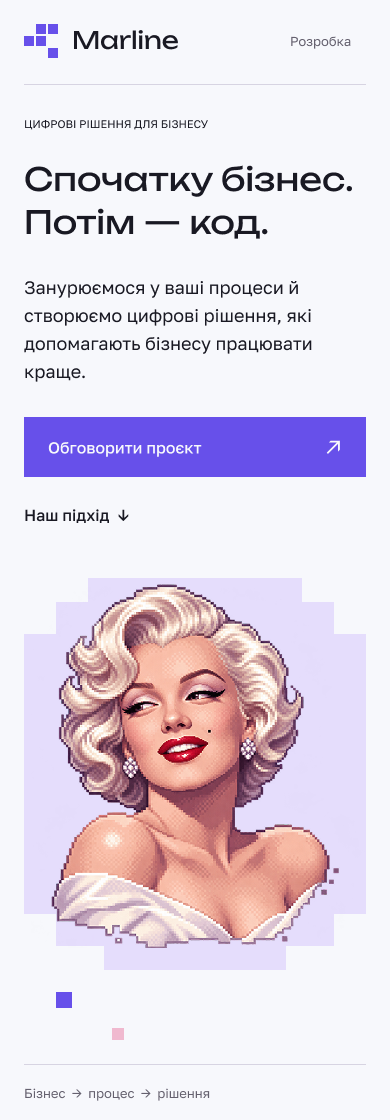 Marline
Розробка
ЦИФРОВІ РІШЕННЯ ДЛЯ БІЗНЕСУ
Спочатку бізнес.
Потім — код.
Занурюємося у ваші процеси й
створюємо цифрові рішення, які
допомагають бізнесу працювати
краще.
Обговорити проєкт ↗
Наш підхід ↓
Бізнес → процес → рішення